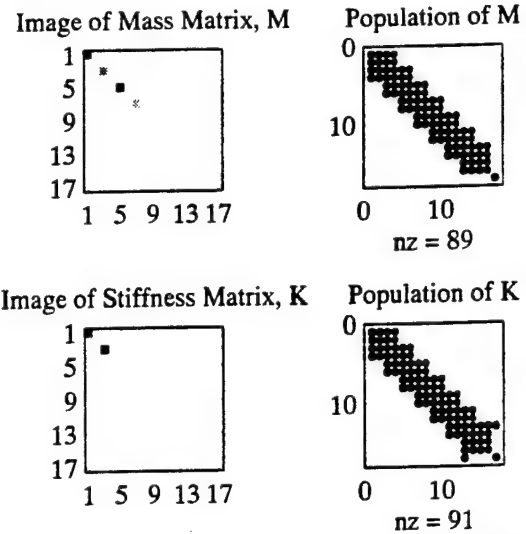 Image of Mass Matrix, M
Population of M
1
5
9
13
17
1 5 9 13 17
0
10
0 10
nz = 89
Image of Stiffness Matrix, K
Population of K
1
5
9
13
17
1 5 9 13 17
0
10
0 10
nz = 91